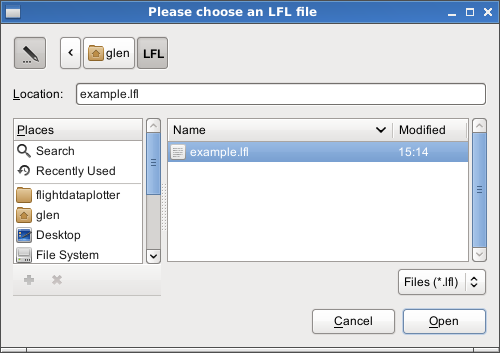 Please choose an LFL file
glen LFL
Location: example.lfl
Places
Search
Recently Used
flightdataplotter
glen
Desktop
File System
Name Modified
example.lfl 15:14
Files (*.lfl)
Cancel Open